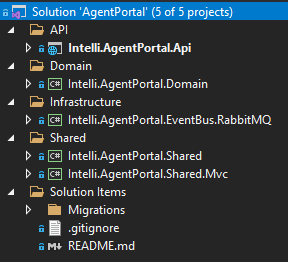 Solution 'AgentPortal' (5 of 5 projects)
API
Intelli.AgentPortal.Api
Domain
C# Intelli.AgentPortal.Domain
Infrastructure
C# Intelli.AgentPortal.EventBus.RabbitMQ
Shared
C# Intelli.AgentPortal.Shared
C# Intelli.AgentPortal.Shared.Mvc
Solution Items
Migrations
.gitignore
README.md